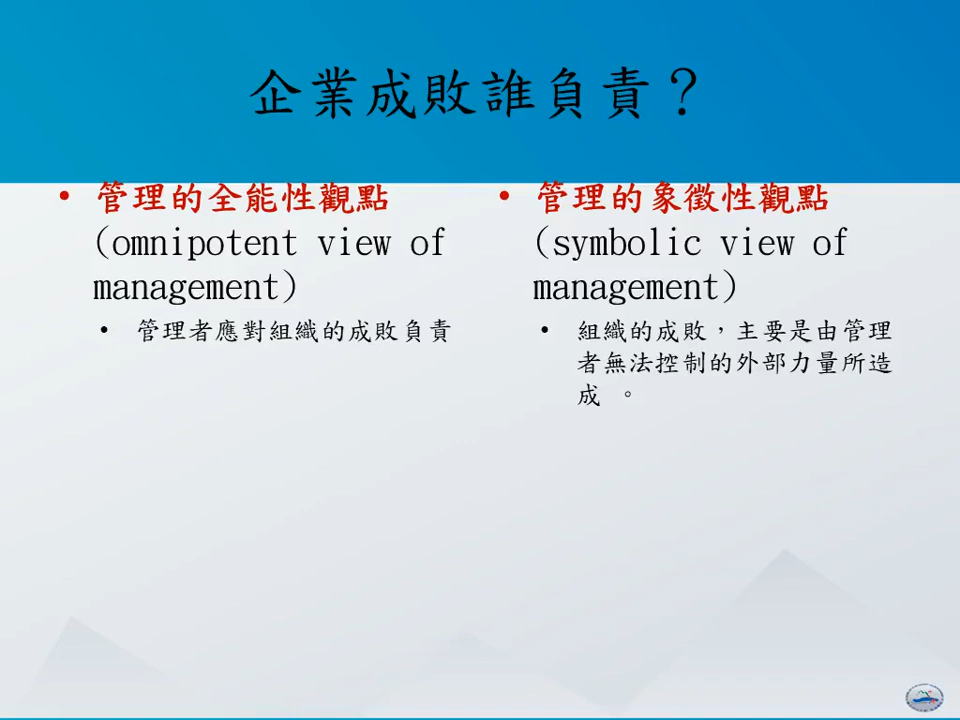 企業成敗誰負責？
• 管理的全能性觀點
(omnipotent view of
management)
• 管理者應對組織的成敗負責
• 管理的象徵性觀點
(symbolic view of
management)
• 組織的成敗，主要是由管理
者無法控制的外部力量所造
成 。